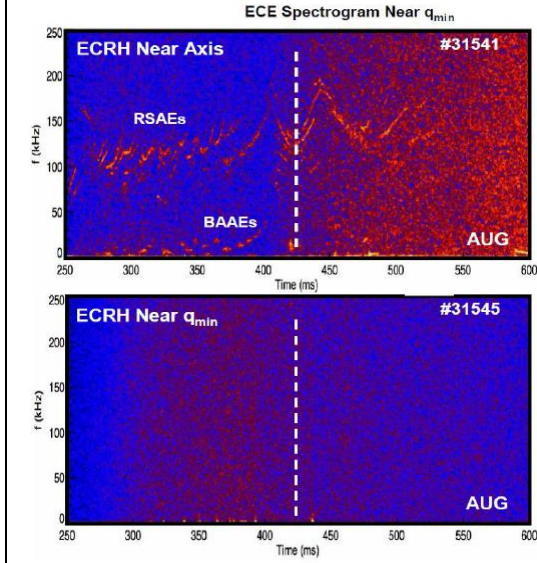 ECE Spectrogram Near qmin
ECRH Near Axis
#31541
RSAEs
BAAEs
AUG
f (kHz)
250
200
150
100
50
0
250 300 350 400 450 500 550 600
Time (ms)
ECRH Near qmin
#31545
AUG
f (kHz)
250
200
150
100
50
0
250 300 350 400 450 500 550 600
Time (ms)